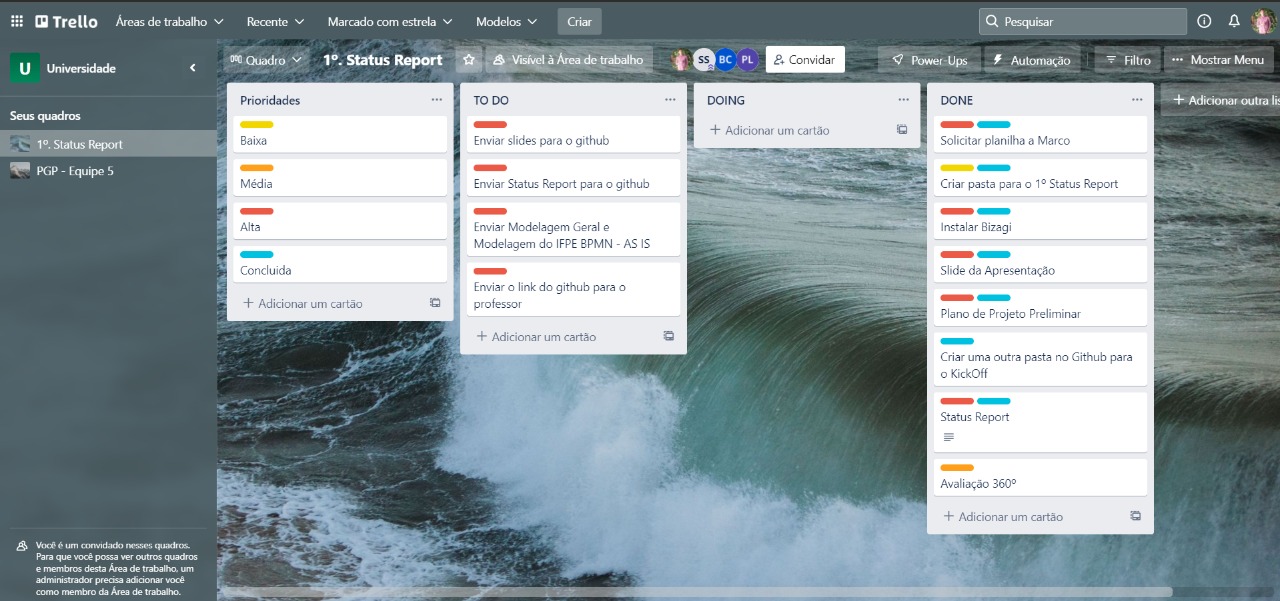 Trello
Áreas de trabalho
Recente
Marcado com estrela
Modelos
Criar
Pesquisar
U
Universidade
Quadro
1º. Status Report
Visível à Área de trabalho
SS
BC
PL
Convidar
Power-Ups
Automação
Filtro
Mostrar Menu
Seus quadros
1º. Status Report
PGP - Equipe 5
Você é um convidado nesses quadros.
Para que você possa ver outros quadros
e membros desta Área de trabalho, um
administrador precisa adicionar você
como membro da Área de trabalho.
Prioridades
Baixa
Média
Alta
Concluida
Adicionar um cartão
TO DO
Enviar slides para o github
Enviar Status Report para o github
Enviar Modelagem Geral e
Modelagem do IFPE BPMN - AS IS
Enviar o link do github para o
professor
Adicionar um cartão
DOING
Adicionar um cartão
DONE
Solicitar planilha a Marco
Criar pasta para o 1º Status Report
Instalar Bizagi
Slide da Apresentação
Plano de Projeto Preliminar
Criar uma outra pasta no Github para
o KickOff
Status Report
Avaliação 360º
Adicionar um cartão
Adicionar outra lis